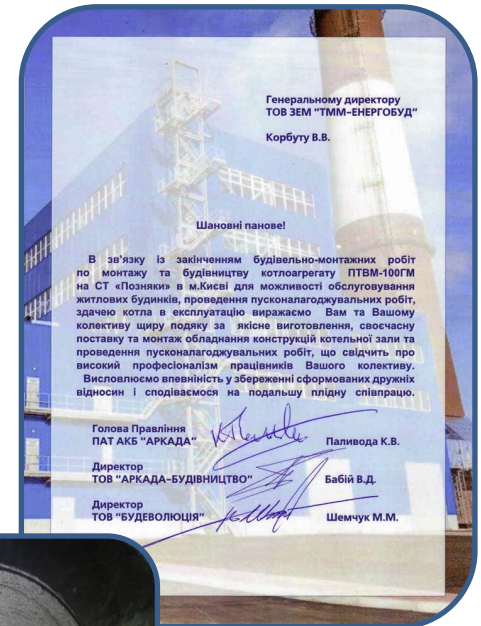 Генеральному директору
ТОВ ЗЕМ "ТММ-ЕНЕРГОБУД"
Корбуту В.В.
Шановні панове!
В зв'язку із закінченням будівельно-монтажних робіт
по монтажу та будівництву котлоагрегату ПТВМ-100ГМ
на СТ «Позняки» в м.Києві для можливості обслуговування
житлових будинків, проведення пусконалагоджувальних робіт,
здачею котла в експлуатацію виражаємо Вам та Вашому
колективу щиру подяку за якісне виготовлення, своєчасну
поставку та монтаж обладнання конструкцій котельної зали та
проведення пусконалагоджувальних робіт, що свідчить про
високий професіоналізм працівників Вашого колективу.
Висловлюємо впевненість у збереженні сформованих дружніх
відносин і сподіваємося на подальшу плідну співпрацю.
Голова Правління
ПАТ АКБ "АРКАДА" Паливода К.В.
Директор
ТОВ "АРКАДА-БУДІВНИЦТВО" Бабій В.Д.
Директор
ТОВ "БУДЕВОЛЮЦІЯ" Шемчук М.М.